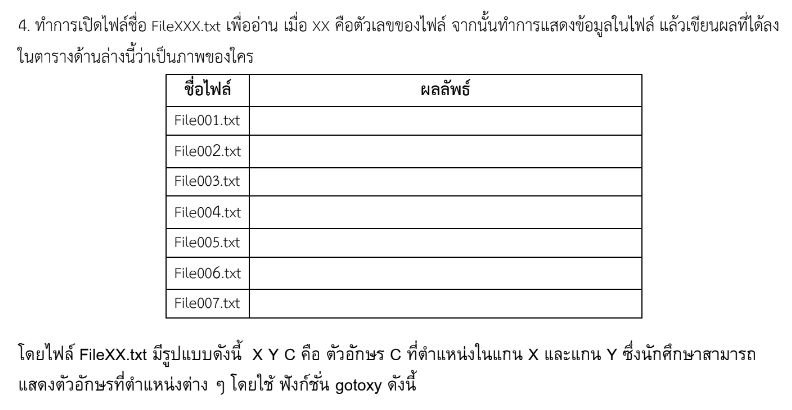 4. ทำการเปิดไฟล์ชื่อ FileXXX.txt เพื่ออ่าน เมื่อ XX คือตัวเลขของไฟล์ จากนั้นทำการแสดงข้อมูลในไฟล์ แล้วเขียนผลที่ได้ลง
ในตารางด้านล่างนี้ว่าเป็นภาพของใคร
ชื่อไฟล์ ผลลัพธ์
File001.txt
File002.txt
File003.txt
File004.txt
File005.txt
File006.txt
File007.txt
โดยไฟล์ FileXX.txt มีรูปแบบดังนี้ X Y C คือ ตัวอักษร C ที่ตำแหน่งในแกน X และแกน Y ซึ่งนักศึกษาสามารถ
แสดงตัวอักษรที่ตำแหน่งต่าง ๆ โดยใช้ ฟังก์ชั่น gotoxy ดังนี้